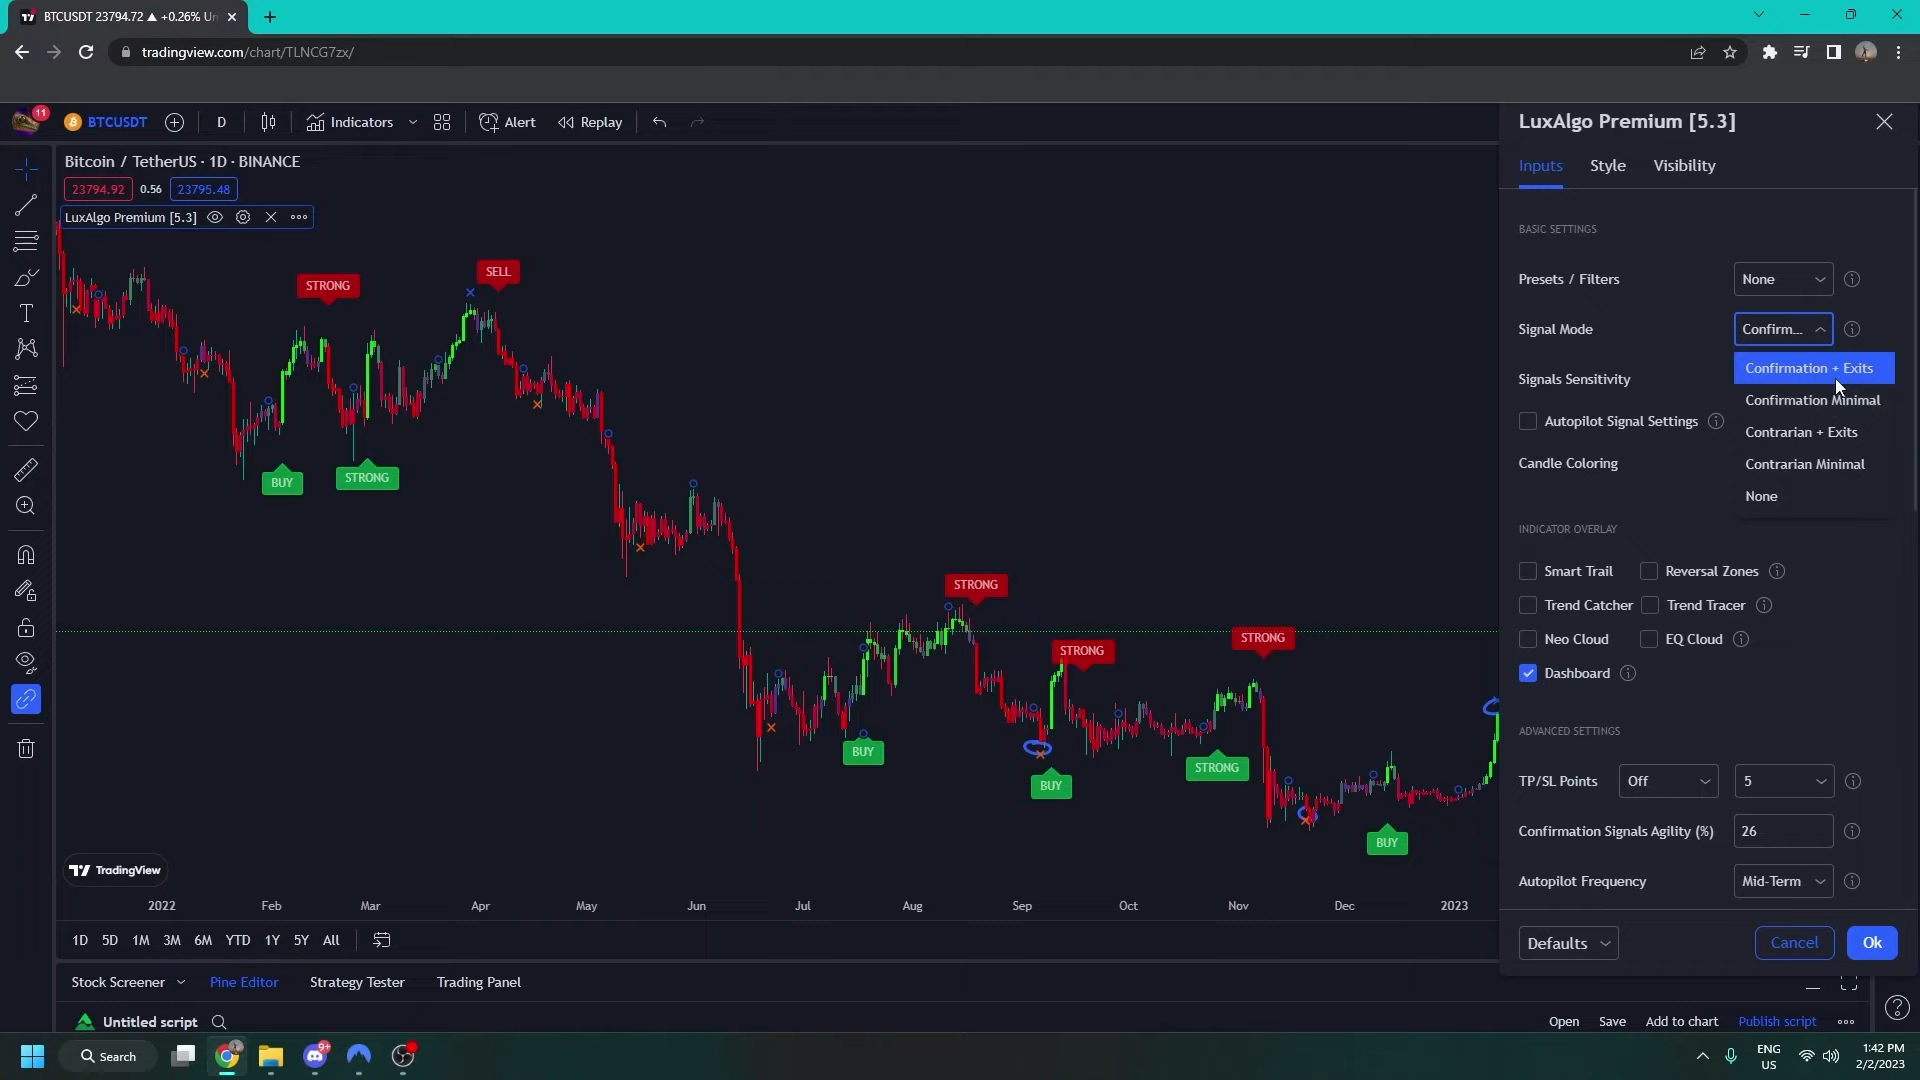 BTCUSDT 23794.72 ▲ +0.26% Un
tradingview.com/chart/TLNCG7zx/
11
BTCUSDT
D
Indicators
Alert
Replay
Bitcoin / TetherUS · 1D · BINANCE
23794.92
0.56
23795.48
LuxAlgo Premium [5.3]
STRONG
SELL
BUY
STRONG
STRONG
STRONG
STRONG
BUY
BUY
STRONG
BUY
TradingView
2022
Feb
Mar
Apr
May
Jun
Jul
Aug
Sep
Oct
Nov
Dec
2023
1D
5D
1M
3M
6M
YTD
1Y
5Y
All
Stock Screener
Pine Editor
Strategy Tester
Trading Panel
Untitled script
Open
Save
Add to chart
Publish script
LuxAlgo Premium [5.3]
Inputs
Style
Visibility
BASIC SETTINGS
Presets / Filters
None
Signal Mode
Confirm...
Confirmation + Exits
Signals Sensitivity
Confirmation Minimal
Autopilot Signal Settings
Contrarian + Exits
Candle Coloring
Contrarian Minimal
None
INDICATOR OVERLAY
Smart Trail
Reversal Zones
Trend Catcher
Trend Tracer
Neo Cloud
EQ Cloud
Dashboard
ADVANCED SETTINGS
TP/SL Points
Off
5
Confirmation Signals Agility (%)
26
Autopilot Frequency
Mid-Term
Defaults
Cancel
Ok
Search
9+
ENG
US
1:42 PM
2/2/2023